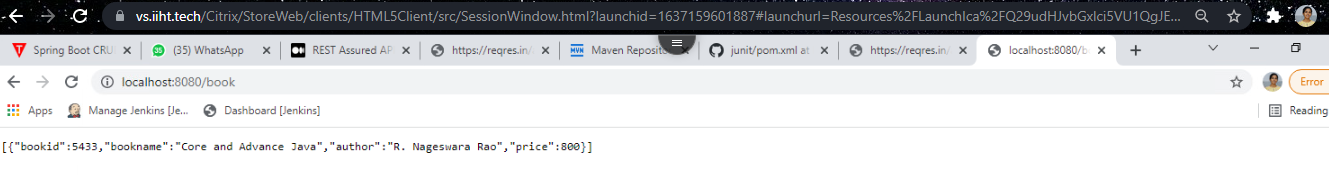 vs.iiht.tech/Citrix/StoreWeb/clients/HTML5Client/src/SessionWindow.html?launchid=1637159601887#launchurl=Resources%2FLaunchIca%2FQ29udHJvbGxlci5VU1QgJE...
Spring Boot CRU
(35) WhatsApp
REST Assured AP
https://reqres.in/
Maven Reposito
junit/pom.xml at
https://reqres.in/
localhost:8080/b
localhost:8080/book
Error
Apps
Manage Jenkins [Je...
Dashboard [Jenkins]
Reading
[{"bookid":5433,"bookname":"Core and Advance Java","author":"R. Nageswara Rao","price":800}]